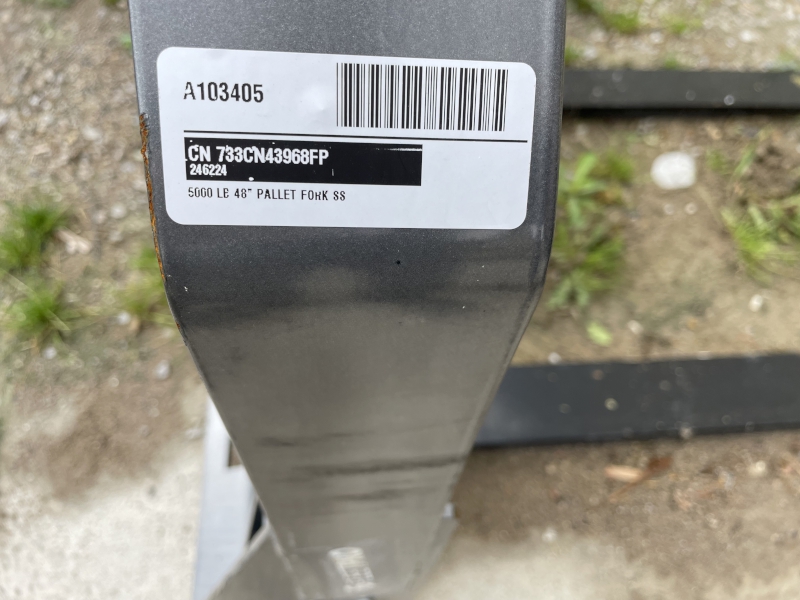 A103405
CN 733CN43968FP
246224
5000 LB 48" PALLET FORK SS